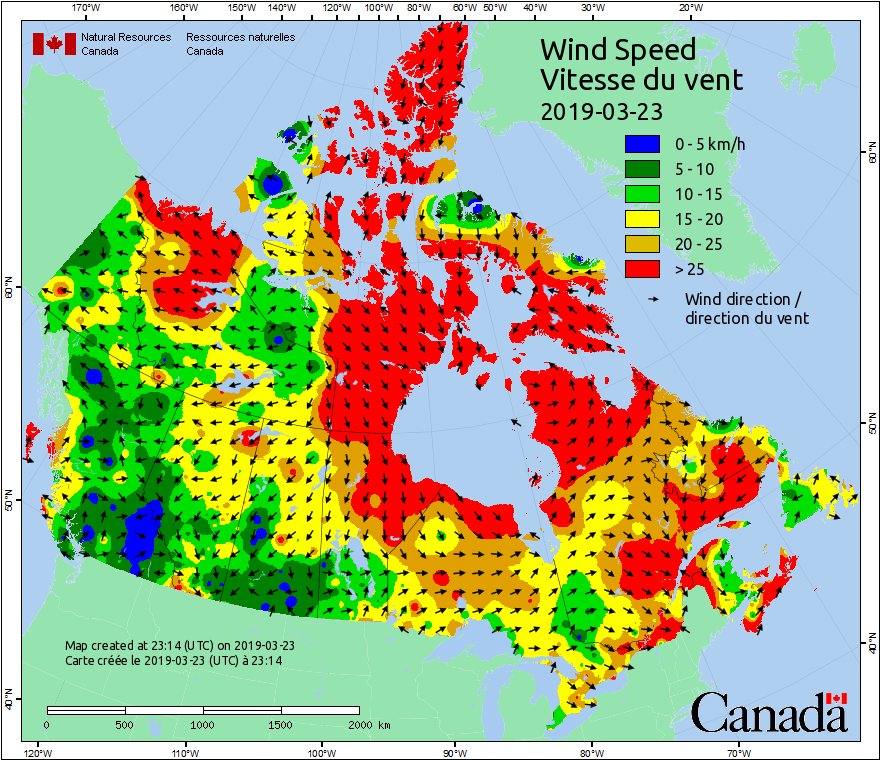 170°W 160°W 150°W 140°W 130°W 120°W 110°W 100°W 90°W 80°W 70°W 60°W 50°W 40°W 30°W 20°W
Natural Resources Ressources naturelles
Canada Canada
Wind Speed
Vitesse du vent
2019-03-23
0 - 5 km/h
5 - 10
10 - 15
15 - 20
20 - 25
> 25
Wind direction /
direction du vent
60°N
50°N
40°N
60°N
50°N
40°N
Map created at 23:14 (UTC) on 2019-03-23
Carte créée le 2019-03-23 (UTC) à 23:14
0 500 1000 1500 2000 km
Canada
120°W 110°W 100°W 90°W 80°W 70°W